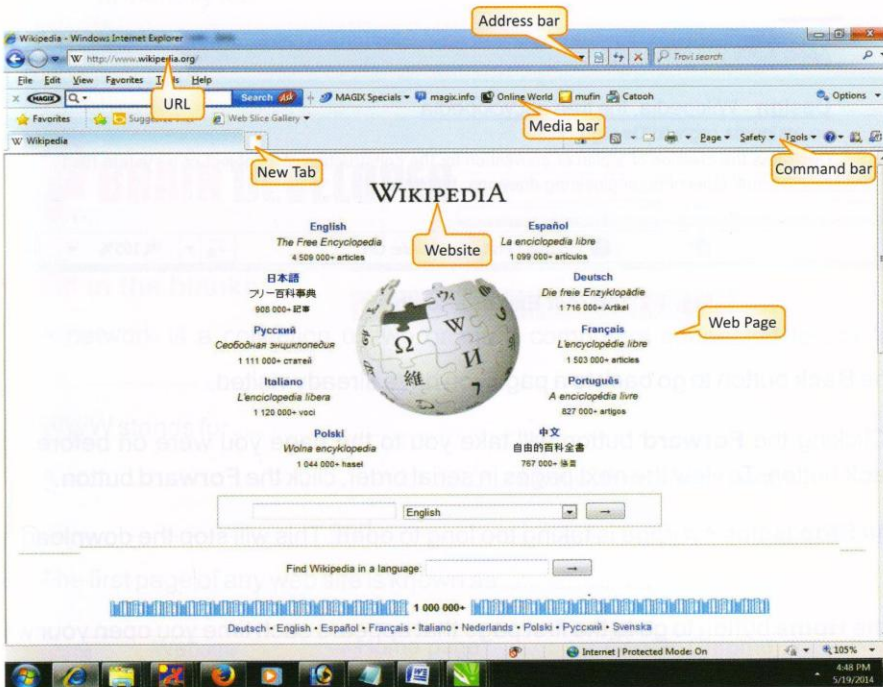 Address bar
Wikipedia - Windows Internet Explorer
W http://www.wikipedia.org/
Trovi search
File Edit View Favorites Tools Help
MAGIX Search MAGIX Specials magix.info Online World mufin Catooh Options
URL
Favorites Web Slice Gallery
Media bar
W Wikipedia
Page Safety Tools
New Tab
Command bar
WIKIPEDIA
Website
English
The Free Encyclopedia
4 509 000+ articles
Español
La enciclopedia libre
1 099 000+ artículos
日本語
フリー百科事典
908 000+ 記事
Deutsch
Die freie Enzyklopädie
1 716 000+ Artikel
Русский
Свободная энциклопедия
1 111 000+ статей
Français
L'encyclopédie libre
1 503 000+ articles
Web Page
Italiano
L'enciclopedia libera
1 120 000+ voci
Português
A enciclopédia livre
827 000+ artigos
Polski
Wolna encyklopedia
1 044 000+ haseł
中文
自由的百科全書
767 000+ 條目
Ω W И 維 7
English
Find Wikipedia in a language:
1 000 000+
Deutsch • English • Español • Français • Italiano • Nederlands • Polski • Русский • Svenska
Internet | Protected Mode: On 105%
4:48 PM
5/19/2014